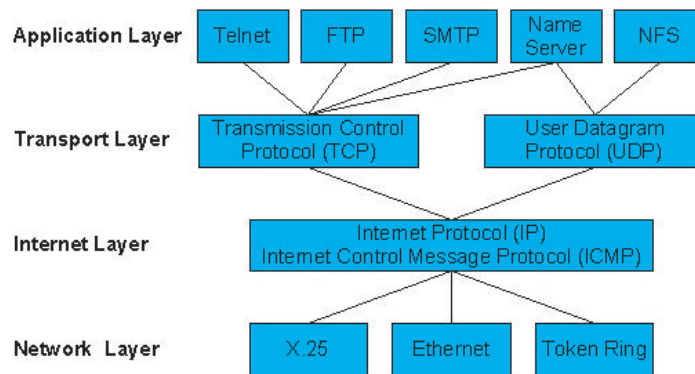 Application Layer
Telnet
FTP
SMTP
Name
Server
NFS
Transport Layer
Transmission Control
Protocol (TCP)
User Datagram
Protocol (UDP)
Internet Layer
Internet Protocol (IP)
Internet Control Message Protocol (ICMP)
Network Layer
X.25
Ethernet
Token Ring